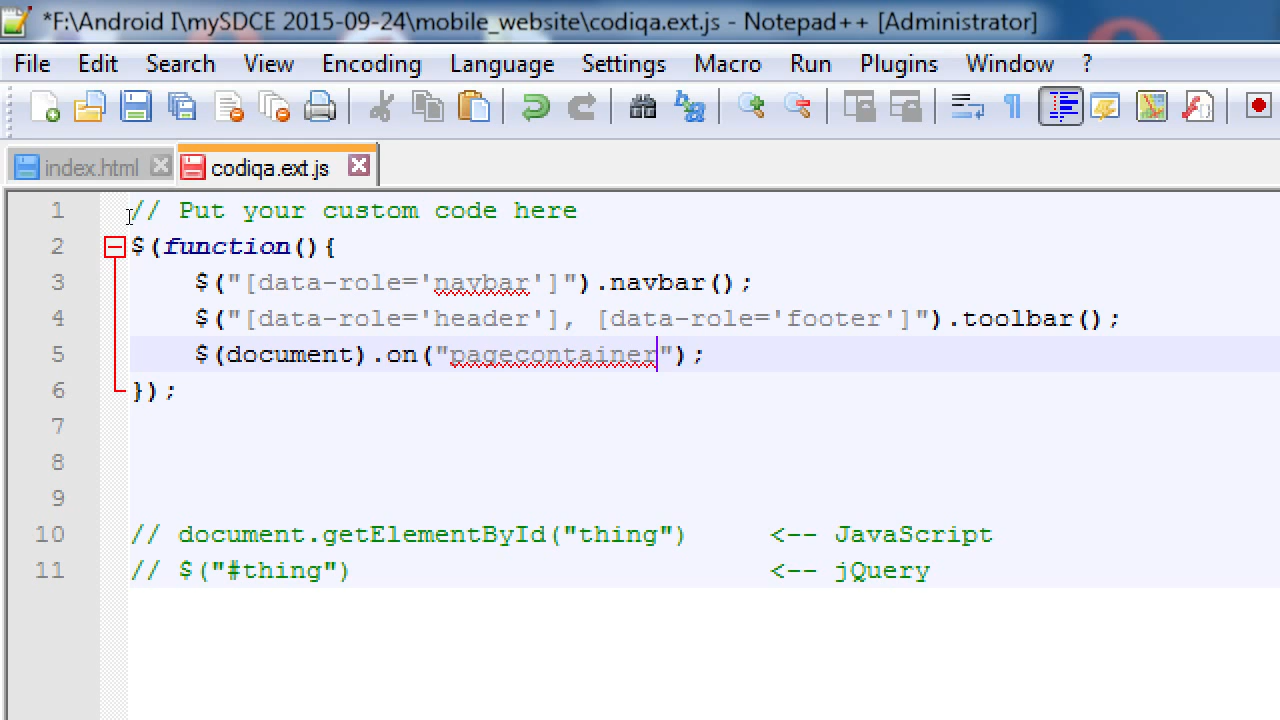 *F:\Android I\mySDCE 2015-09-24\mobile_website\codiqa.ext.js - Notepad++ [Administrator]
File Edit Search View Encoding Language Settings Macro Run Plugins Window ?
index.html codiqa.ext.js
1 // Put your custom code here
2 $(function(){
3 $("[data-role='navbar']").navbar();
4 $("[data-role='header'], [data-role='footer']").toolbar();
5 $(document).on("pagecontainer");
6 });
7
8
9
10 // document.getElementById("thing") <-- JavaScript
11 // $("#thing") <-- jQuery